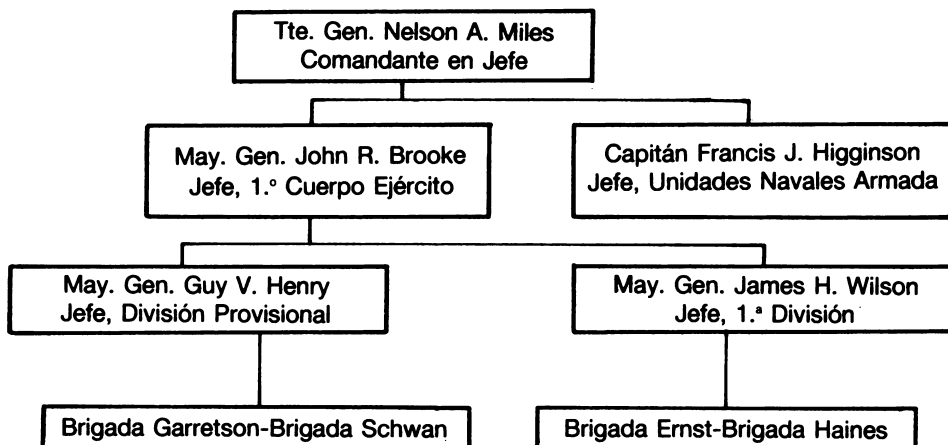 Tte. Gen. Nelson A. Miles
Comandante en Jefe
May. Gen. John R. Brooke
Jefe, 1.º Cuerpo Ejército
Capitán Francis J. Higginson
Jefe, Unidades Navales Armada
May. Gen. Guy V. Henry
Jefe, División Provisional
May. Gen. James H. Wilson
Jefe, 1.ª División
Brigada Garretson-Brigada Schwan
Brigada Ernst-Brigada Haines